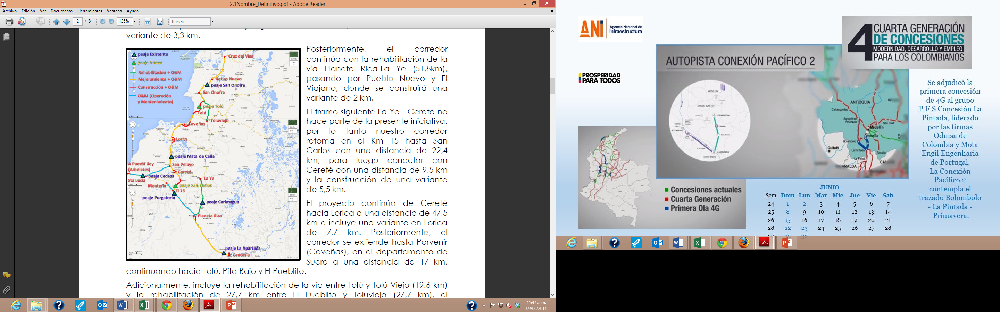 2.1Nombre_Definitivo.pdf - Adobe Reader
Archivo Edición Ver Documento Herramientas Ventana Ayuda
2 / 8 125% Buscar
variante de 3,3 km.
peaje Existente
peaje Nuevo
Rehabilitacion + O&M
Mejoramiento + O&M
Construcción + O&M
O&M (Operación
y Mantenimiento)
Cruz del Viso
Retiro Nuevo
peaje San Onofre
San Onofre
peaje Tolú
Tolú
Toluviejo
Coveñas
Lorica
peaje Mata de Caña
A Puerto Rey
(Arboletes)
San Pelayo
Cereté
peaje Cedros
Sta Lucía
La Ye
Montería
peaje San Carlos
El 15
peaje Purgatorio
peaje Carimagua
Planeta Rica
peaje La Apartada
Caucasia
Posteriormente, el corredor
continúa con la rehabilitación de la
vía Planeta Rica-La Ye (51,8km),
pasando por Pueblo Nuevo y El
Viajano, donde se construirá una
variante de 2 km.
El tramo siguiente La Ye - Cereté no
hace parte de la presente iniciativa,
por lo tanto nuestro corredor
retoma en el Km 15 hasta San
Carlos con una distancia de 22,4
km, para luego conectar con
Cereté con una distancia de 9,5 km
y la construcción de una variante
de 5,5 km.
El proyecto continúa de Cereté
hacia Lorica a una distancia de 47,5
km e incluye una variante en Lorica
de 7,7 km. Posteriormente, el
corredor se extiende hasta Porvenir
(Coveñas), en el departamento de
Sucre a una distancia de 17 km,
continuando hacia Tolú, Pita Bajo y El Pueblito.
Adicionalmente, incluye la rehabilitación de la vía entre Tolú y Tolú Viejo (19,6 km)
y la rehabilitación de 27,7 km entre El Pueblito y Toluviejo (27,7 km), el
11:47 a. m.
09/06/2014
ANI Agencia Nacional de
Infraestructura
PROSPERIDAD
PARA TODOS
4 CUARTA GENERACIÓN
DE CONCESIONES
MODERNIDAD, DESARROLLO Y EMPLEO
PARA LOS COLOMBIANOS
AUTOPISTA CONEXIÓN PACÍFICO 2
MEDELLÍN
ANCÓN SUR
PRIMAVERA
BOLOMBOLO
LA PINTADA
ANTIOQUIA
Cañasgordas
Santafé de
Antioquia
San José
Medellín
Ancón Sur
Bolombolo
La Pintada
Quibdó
Sonsón
La Felisa
Concesiones actuales
Cuarta Generación
Primera Ola 4G
Se adjudicó la
primera concesión
de 4G al grupo
P.F.S Concesión La
Pintada, liderado
por las firmas
Odinsa de
Colombia y Mota
Engil Engenharia
de Portugal.
La Conexión
Pacífico 2
contempla el
trazado Bolombolo
- La Pintada -
Primavera.
JUNIO
Sem Dom Lun Mar Mie Jue Vie Sab
24 1 2 3 4 5 6 7
25 8 9 10 11 12 13 14
26 15 16 17 18 19 20 21
28 22 23 24 25 26 27 28